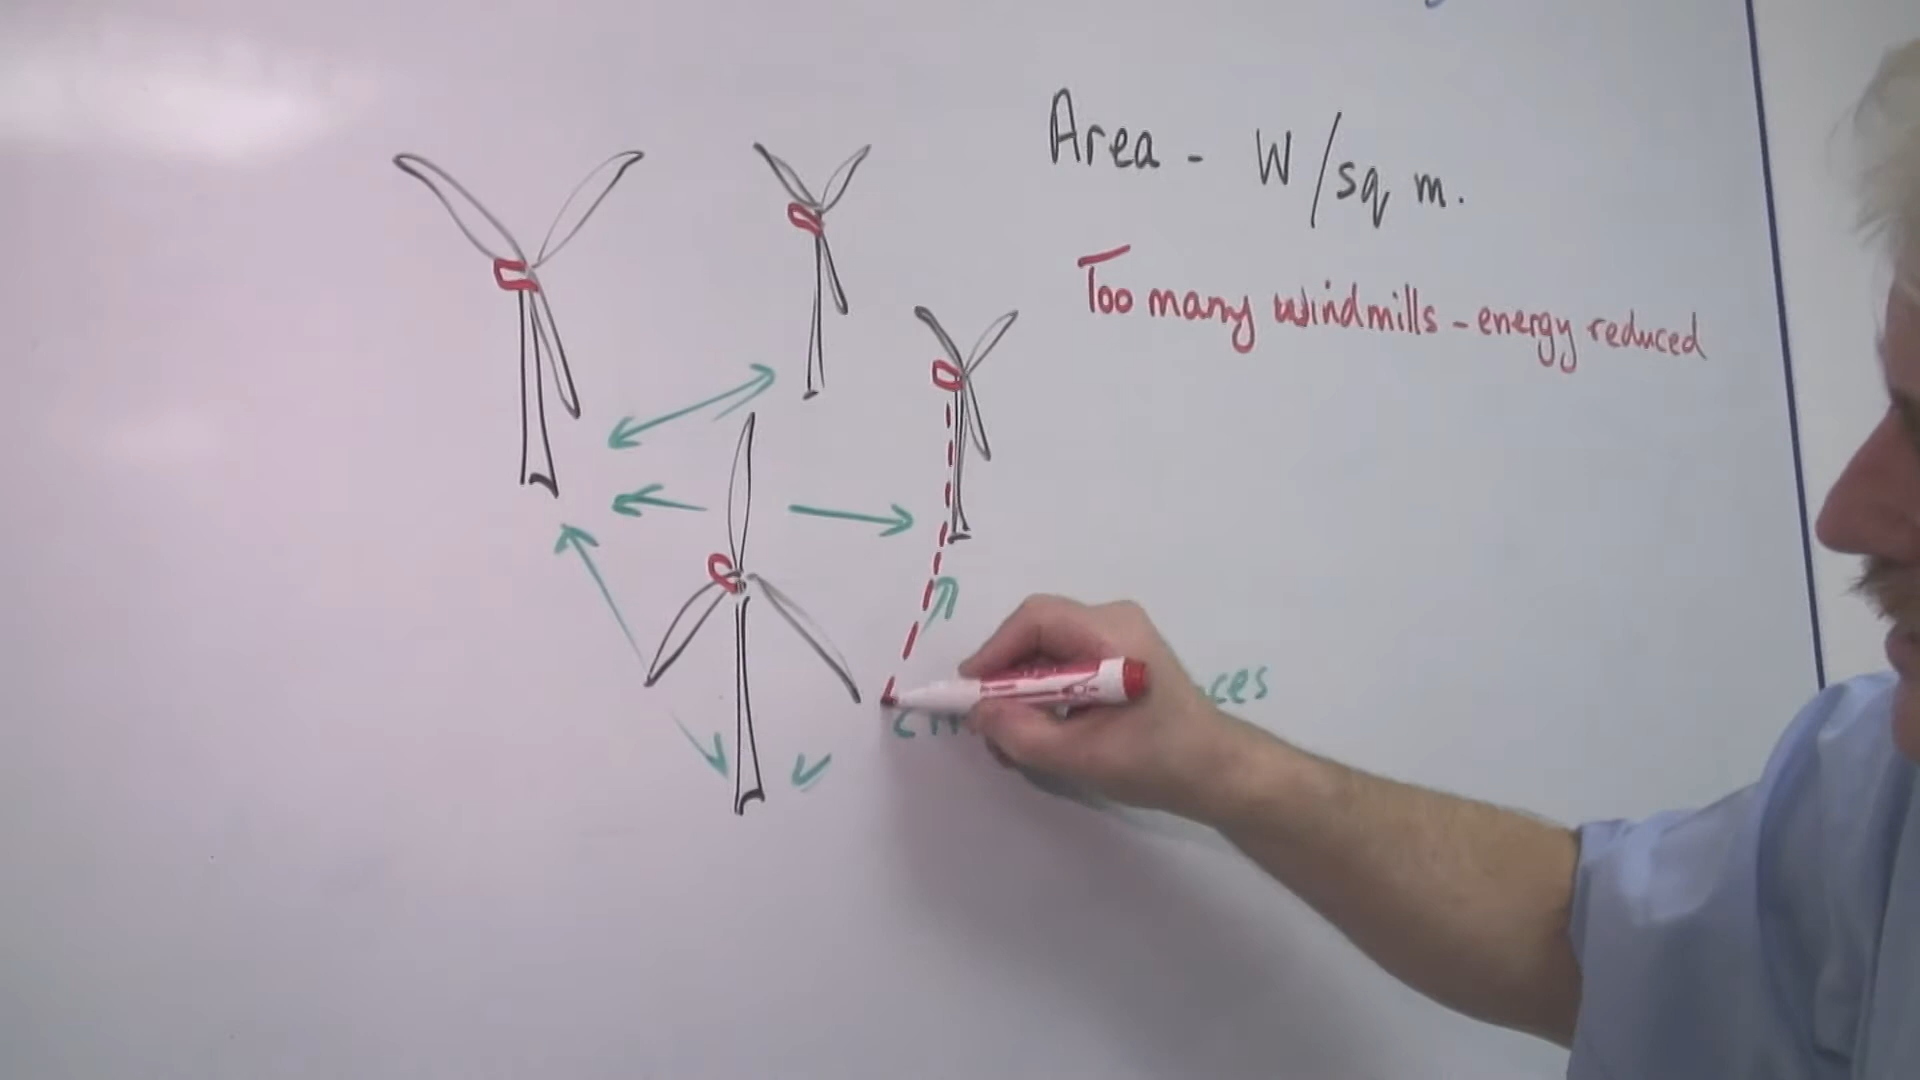 Area - W/sq m.
Too many windmills - energy reduced